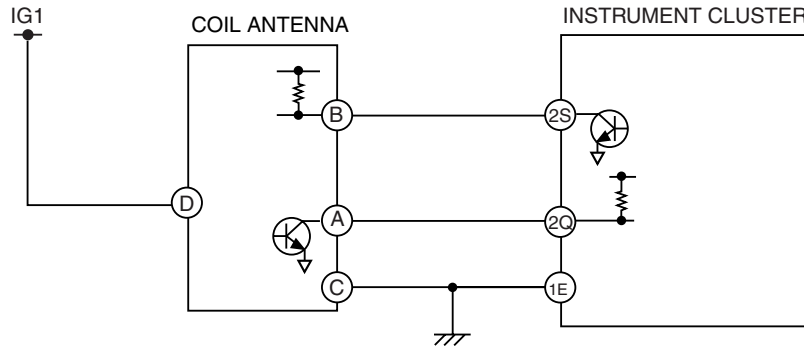 IG1
COIL ANTENNA
INSTRUMENT CLUSTER
B
2S
D
A
2Q
C
1E